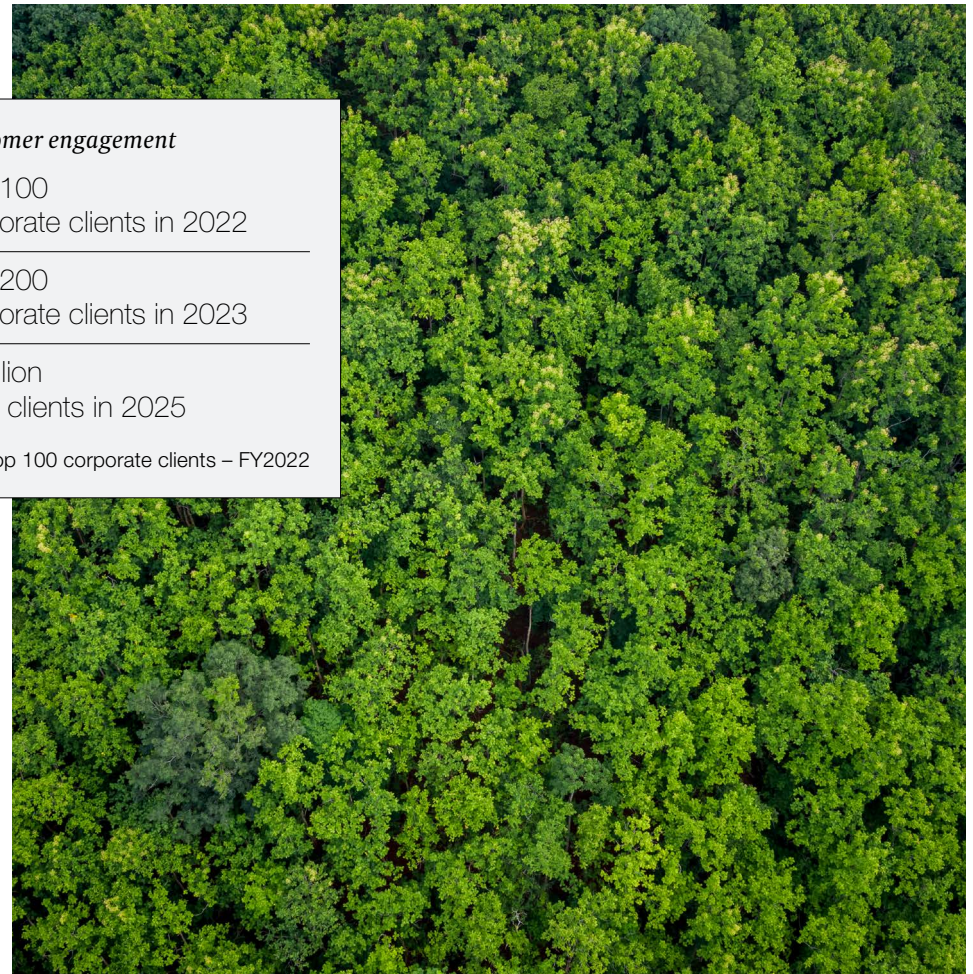 omer engagement
100
orate clients in 2022
200
orate clients in 2023
lion
clients in 2025
op 100 corporate clients – FY2022